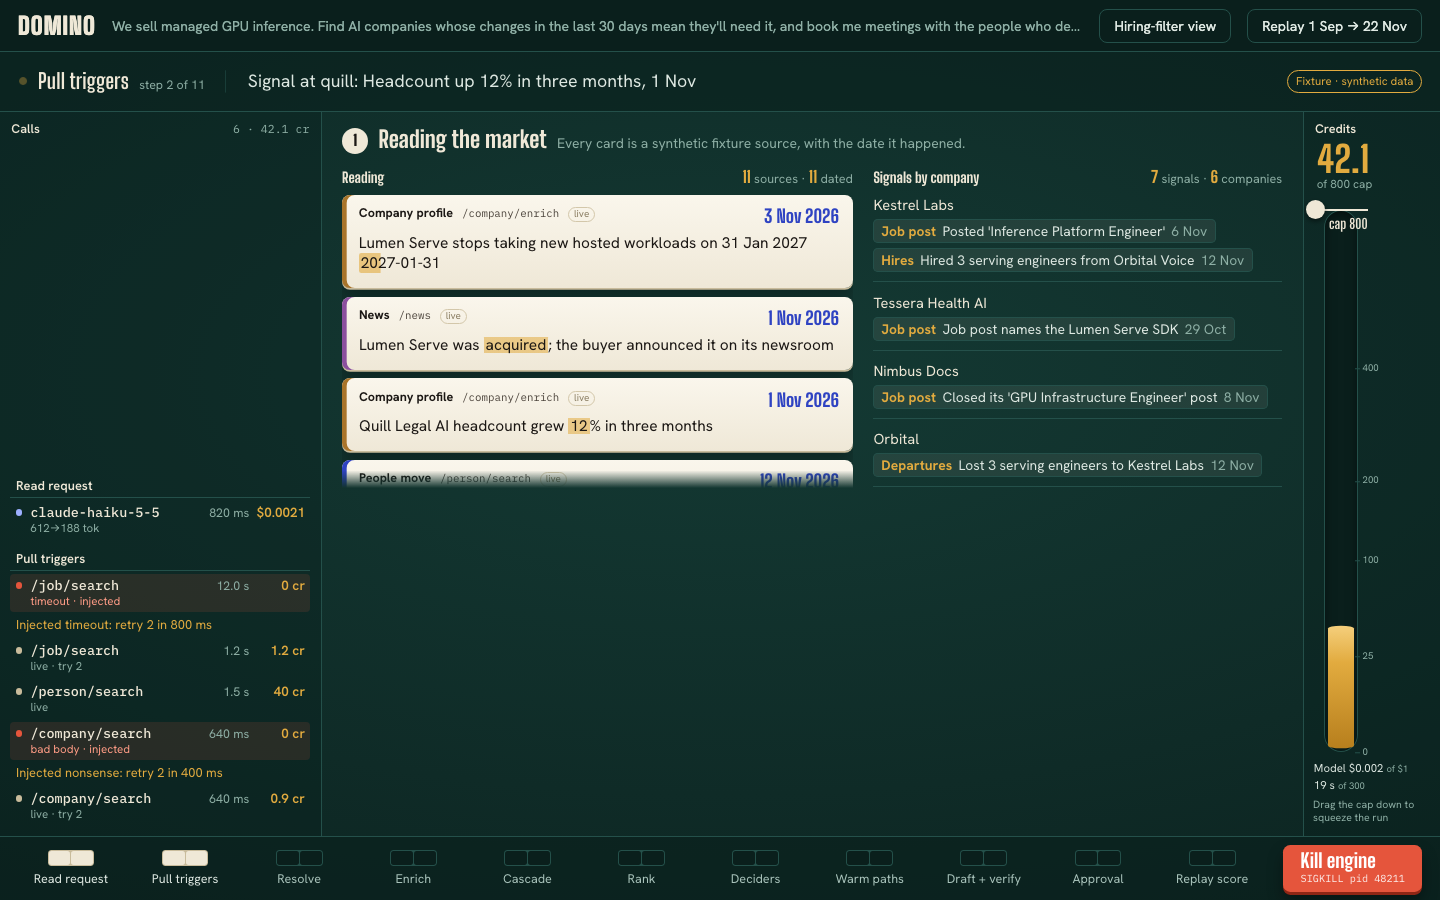 DOMINO
We sell managed GPU inference. Find AI companies whose changes in the last 30 days mean they'll need it, and book me meetings with the people who de...
Hiring-filter view
Replay 1 Sep → 22 Nov
Pull triggers step 2 of 11
Signal at quill: Headcount up 12% in three months, 1 Nov
Fixture · synthetic data
Calls
6 · 42.1 cr
Read request
claude-haiku-5-5 820 ms $0.0021
612→188 tok
Pull triggers
/job/search 12.0 s 0 cr
timeout · injected
Injected timeout: retry 2 in 800 ms
/job/search 1.2 s 1.2 cr
live · try 2
/person/search 1.5 s 40 cr
live
/company/search 640 ms 0 cr
bad body · injected
Injected nonsense: retry 2 in 400 ms
/company/search 640 ms 0.9 cr
live · try 2
1 Reading the market Every card is a synthetic fixture source, with the date it happened.
Reading 11 sources · 11 dated
Company profile /company/enrich live 3 Nov 2026
Lumen Serve stops taking new hosted workloads on 31 Jan 2027
2027-01-31
News /news live 1 Nov 2026
Lumen Serve was acquired; the buyer announced it on its newsroom
Company profile /company/enrich live 1 Nov 2026
Quill Legal AI headcount grew 12% in three months
People move /person/search live 12 Nov 2026
Signals by company 7 signals · 6 companies
Kestrel Labs
Job post Posted 'Inference Platform Engineer' 6 Nov
Hires Hired 3 serving engineers from Orbital Voice 12 Nov
Tessera Health AI
Job post Job post names the Lumen Serve SDK 29 Oct
Nimbus Docs
Job post Closed its 'GPU Infrastructure Engineer' post 8 Nov
Orbital
Departures Lost 3 serving engineers to Kestrel Labs 12 Nov
Credits
42.1
of 800 cap
cap 800
400
200
100
25
0
Model $0.002 of $1
19 s of 300
Drag the cap down to
squeeze the run
Read request
Pull triggers
Resolve
Enrich
Cascade
Rank
Deciders
Warm paths
Draft + verify
Approval
Replay score
Kill engine
SIGKILL pid 48211